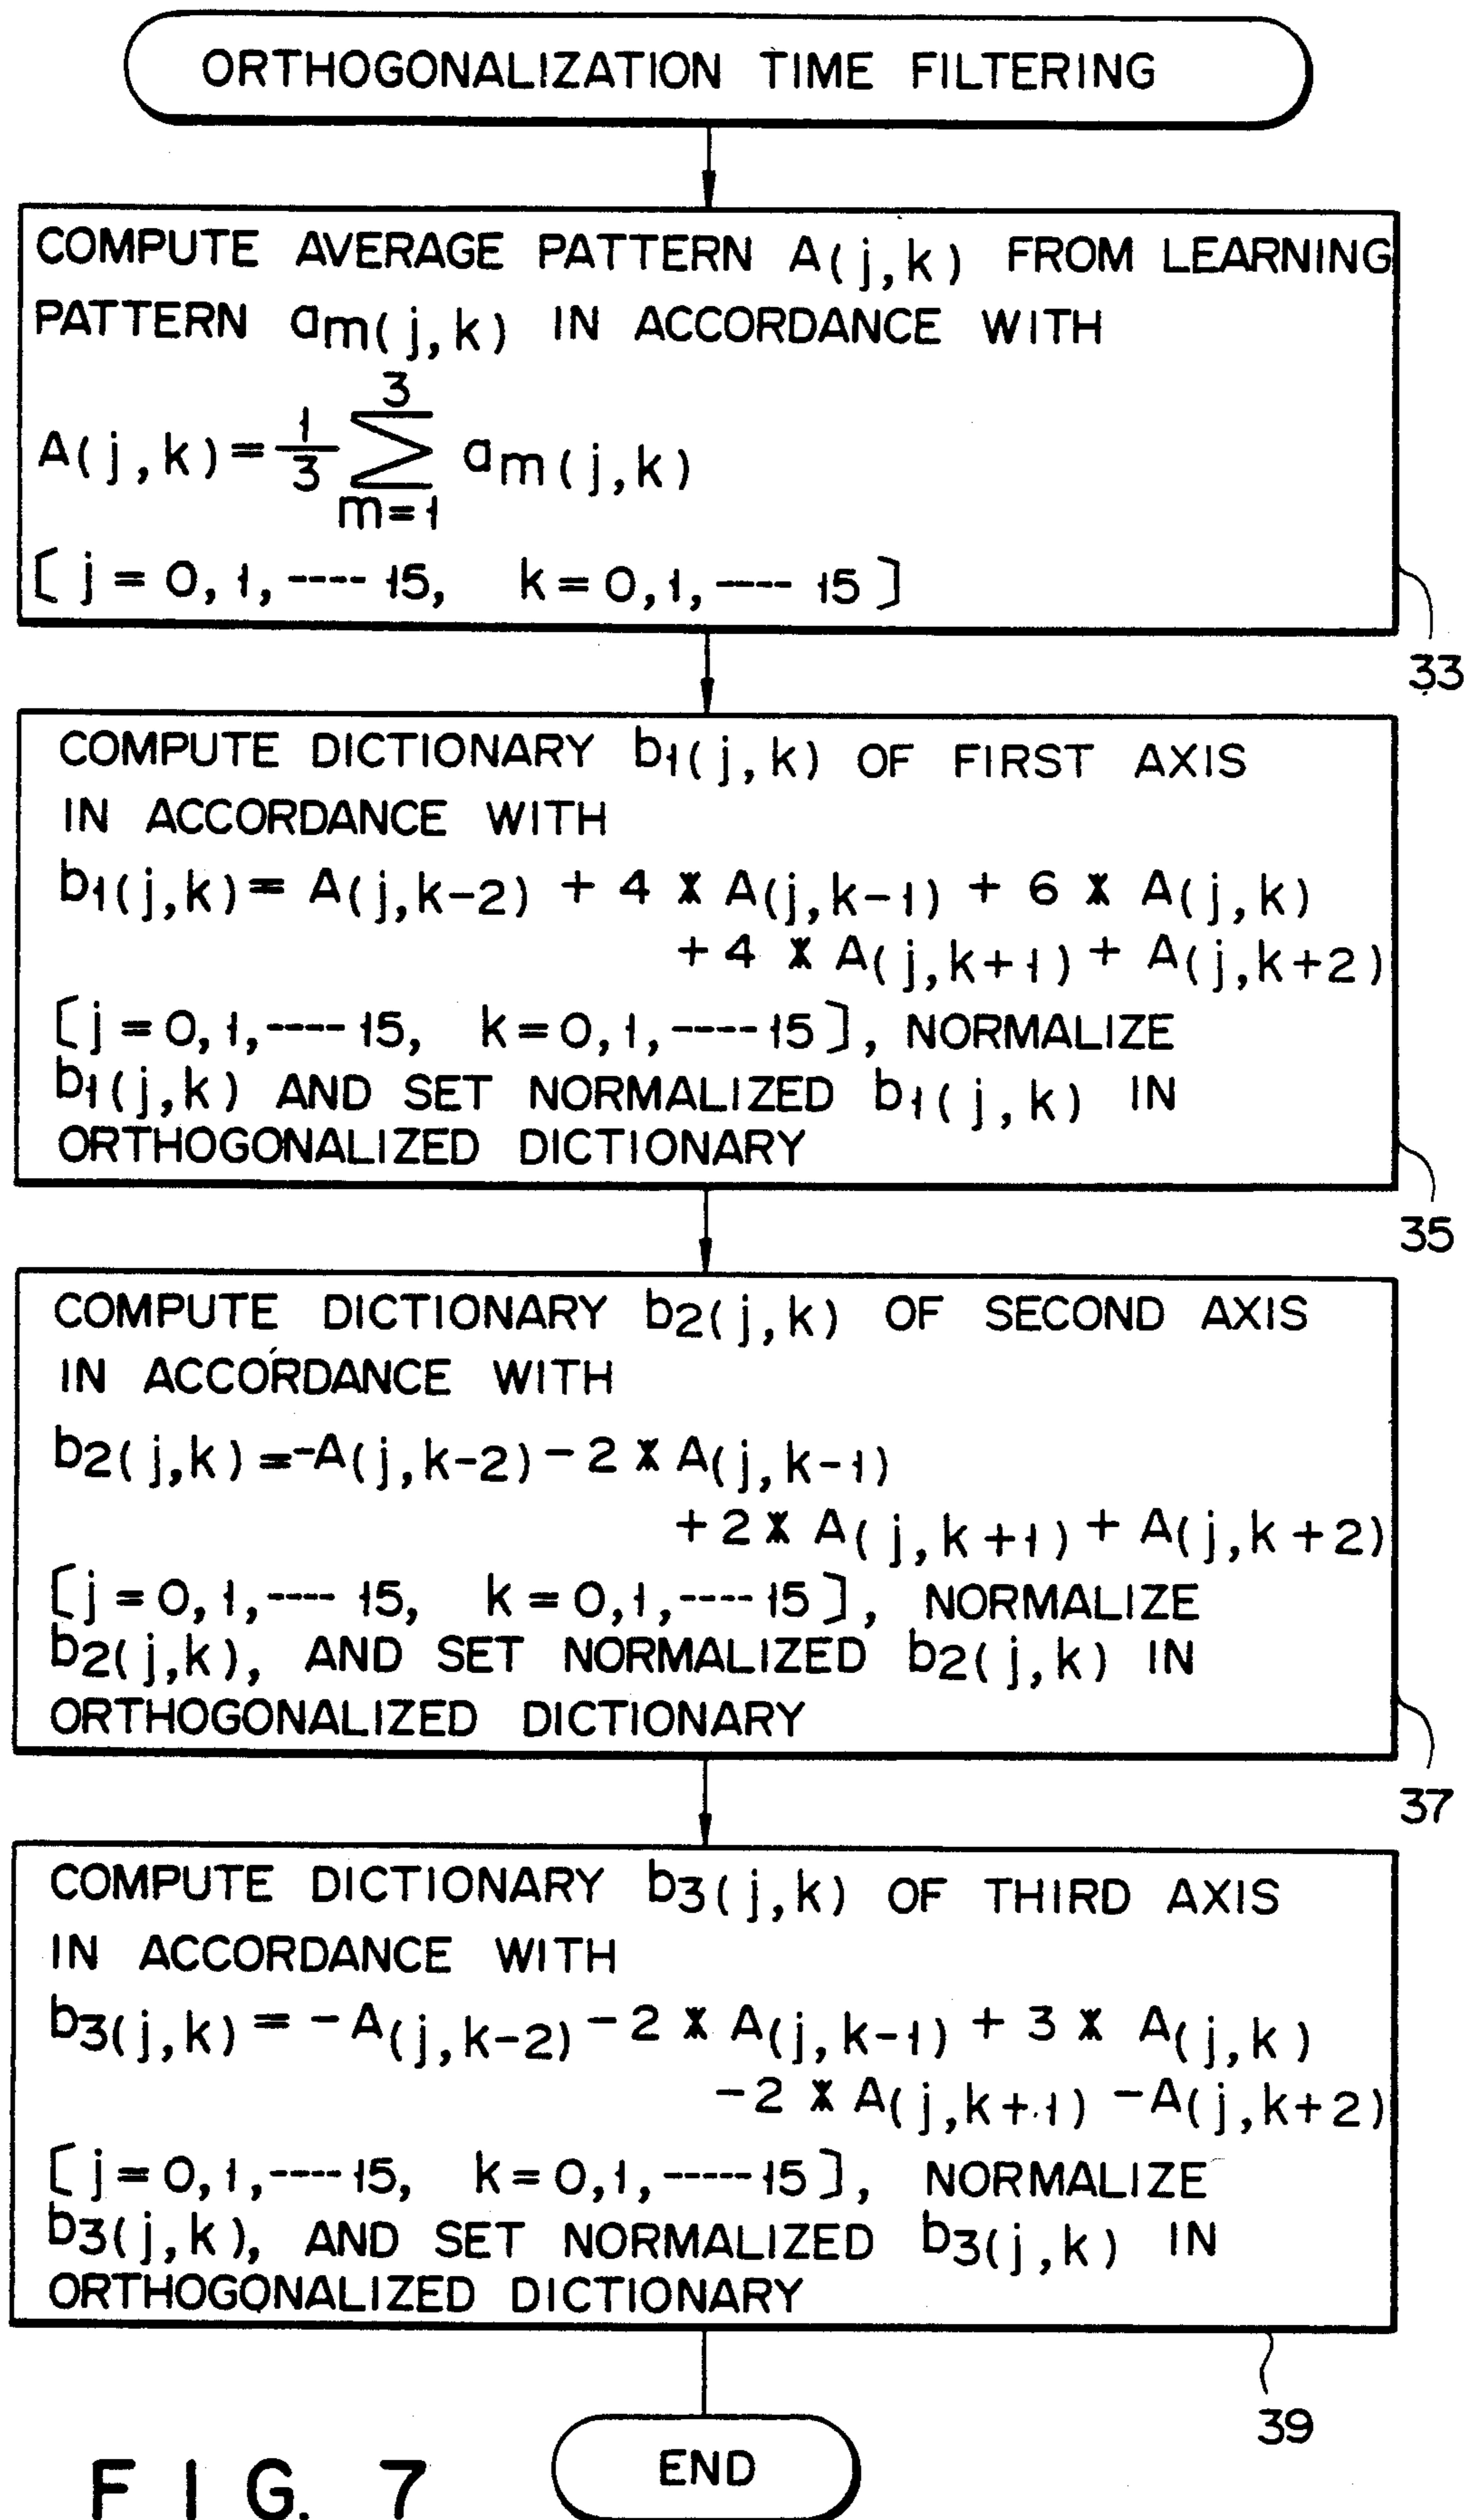 ORTHOGONALIZATION TIME FILTERING
COMPUTE AVERAGE PATTERN A(j,k) FROM LEARNING
PATTERN am(j,k) IN ACCORDANCE WITH
A(j,k)= 1/3 3∑m=1 am(j,k)
[j=0,1,----15, k=0,1,----15]
33
COMPUTE DICTIONARY b1(j,k) OF FIRST AXIS
IN ACCORDANCE WITH
b1(j,k)= A(j,k-2) + 4 * A(j,k-1) + 6 * A(j,k)
+ 4 * A(j,k+1) + A(j,k+2)
[j=0,1,----15, k=0,1,----15], NORMALIZE
b1(j,k) AND SET NORMALIZED b1(j,k) IN
ORTHOGONALIZED DICTIONARY
35
COMPUTE DICTIONARY b2(j,k) OF SECOND AXIS
IN ACCORDANCE WITH
b2(j,k)=-A(j,k-2)-2 * A(j,k-1)
+2 * A(j,k+1) + A(j,k+2)
[j=0,1,----15, k=0,1,----15], NORMALIZE
b2(j,k), AND SET NORMALIZED b2(j,k) IN
ORTHOGONALIZED DICTIONARY
37
COMPUTE DICTIONARY b3(j,k) OF THIRD AXIS
IN ACCORDANCE WITH
b3(j,k)= -A(j,k-2)-2 * A(j,k-1) + 3 * A(j,k)
-2 * A(j,k+1) -A(j,k+2)
[j=0,1,----15, k=0,1,-----15], NORMALIZE
b3(j,k), AND SET NORMALIZED b3(j,k) IN
ORTHOGONALIZED DICTIONARY
39
END
FIG. 7